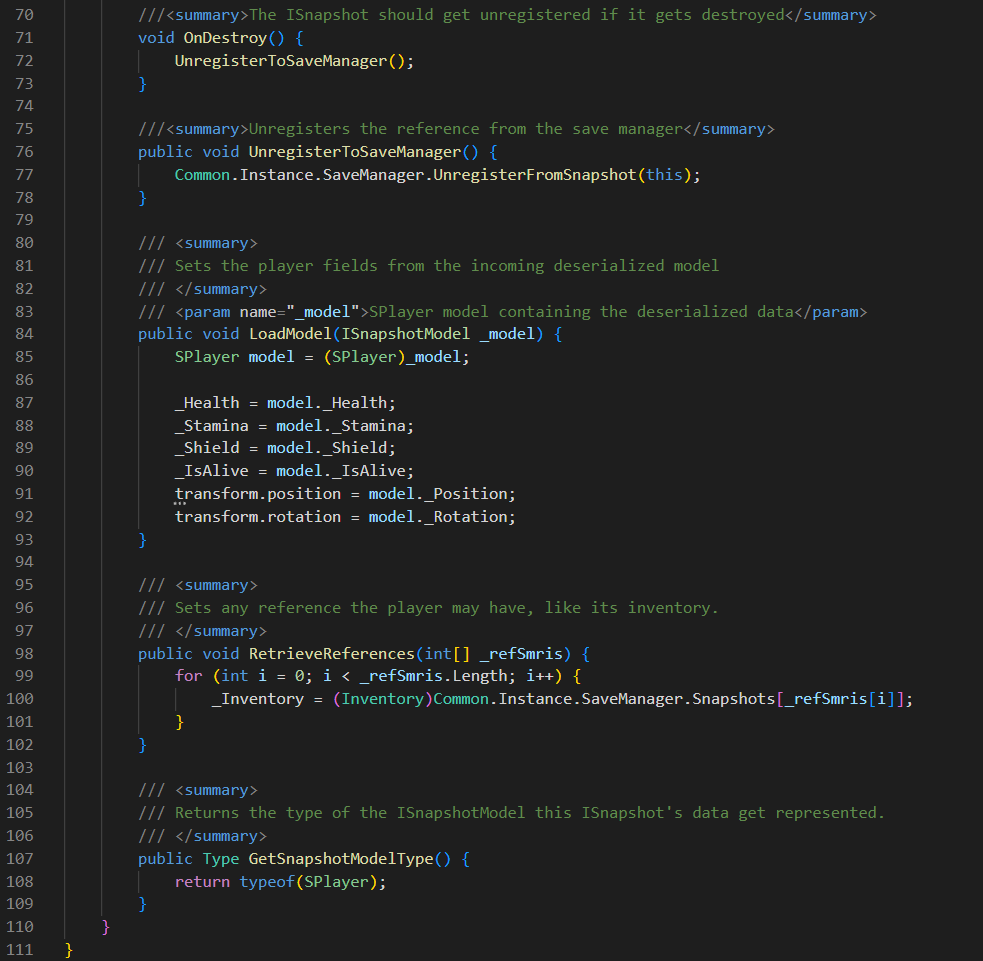 70 ///<summary>The ISnapshot should get unregistered if it gets destroyed</summary>
71 void OnDestroy() {
72 UnregisterToSaveManager();
73 }
74
75 ///<summary>Unregisters the reference from the save manager</summary>
76 public void UnregisterToSaveManager() {
77 Common.Instance.SaveManager.UnregisterFromSnapshot(this);
78 }
79
80 /// <summary>
81 /// Sets the player fields from the incoming deserialized model
82 /// </summary>
83 /// <param name="_model">SPlayer model containing the deserialized data</param>
84 public void LoadModel(ISnapshotModel _model) {
85 SPlayer model = (SPlayer)_model;
86
87 _Health = model._Health;
88 _Stamina = model._Stamina;
89 _Shield = model._Shield;
90 _IsAlive = model._IsAlive;
91 transform.position = model._Position;
92 transform.rotation = model._Rotation;
93 }
94
95 /// <summary>
96 /// Sets any reference the player may have, like its inventory.
97 /// </summary>
98 public void RetrieveReferences(int[] _refSmris) {
99 for (int i = 0; i < _refSmris.Length; i++) {
100 _Inventory = (Inventory)Common.Instance.SaveManager.Snapshots[_refSmris[i]];
101 }
102 }
103
104 /// <summary>
105 /// Returns the type of the ISnapshotModel this ISnapshot's data get represented.
106 /// </summary>
107 public Type GetSnapshotModelType() {
108 return typeof(SPlayer);
109 }
110 }
111 }